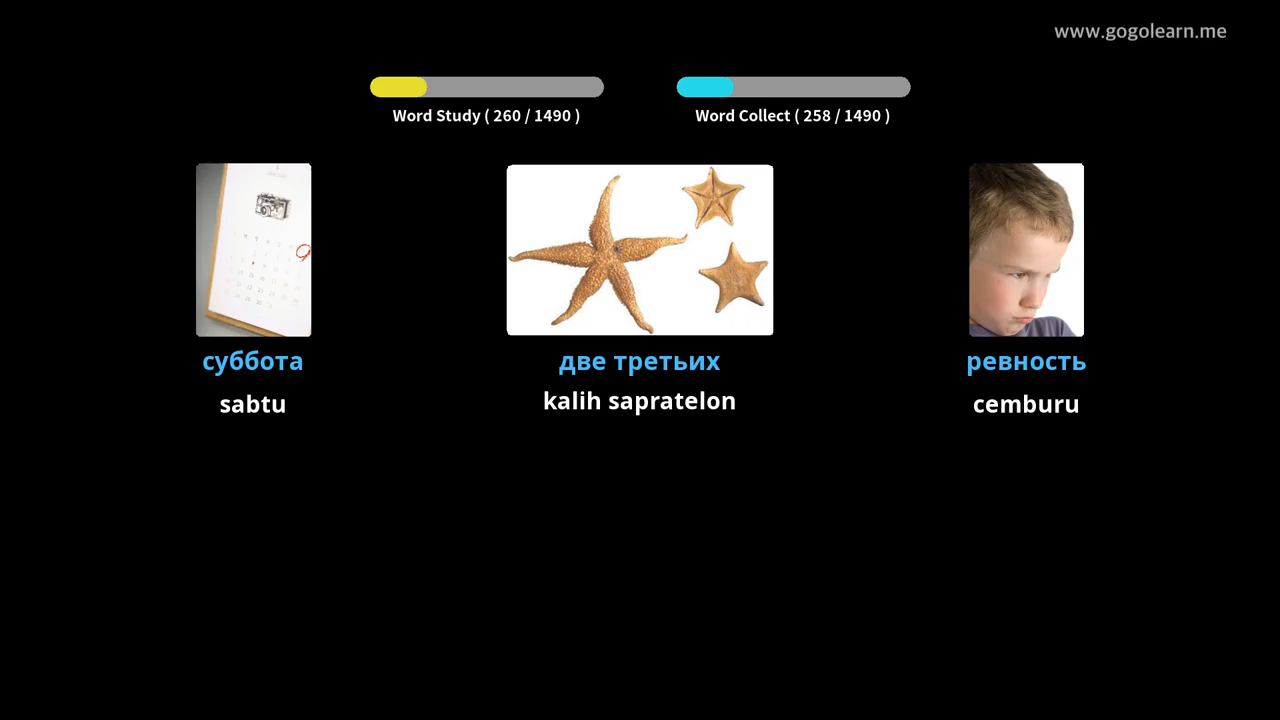 www.gogolearn.me
Word Study ( 260 / 1490 )
Word Collect ( 258 / 1490 )
суббота
две третьих
ревность
sabtu
kalih sapratelon
cemburu